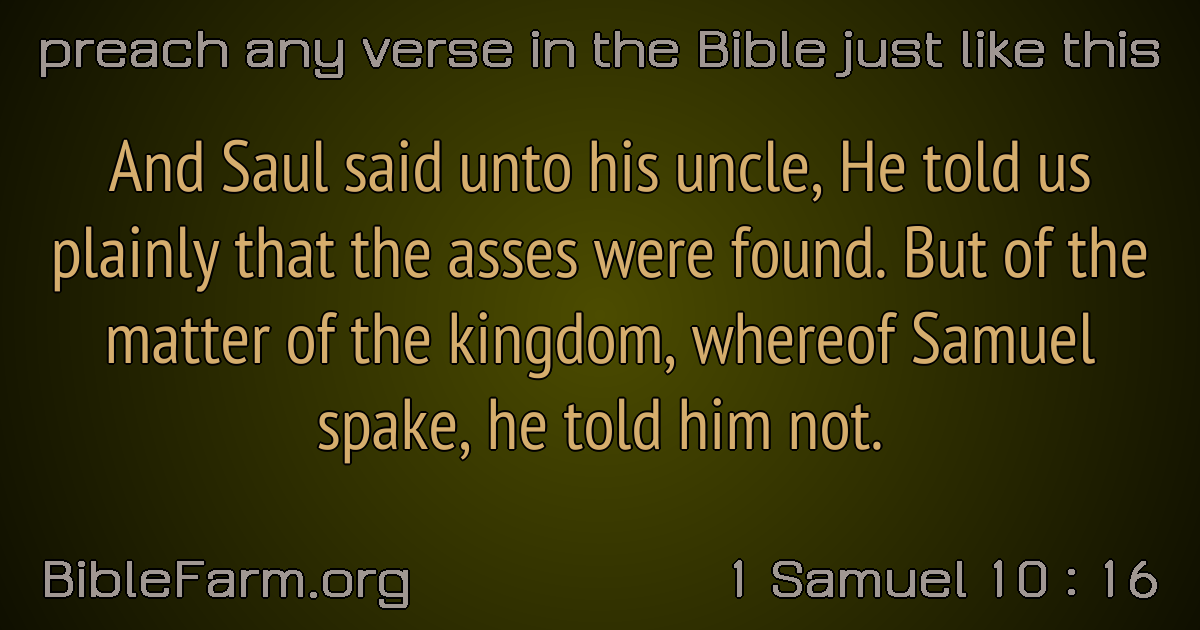 preach any verse in the Bible just like this
And Saul said unto his uncle, He told us
plainly that the asses were found. But of the
matter of the kingdom, whereof Samuel
spake, he told him not.
BibleFarm.org
1 Samuel 10 : 16